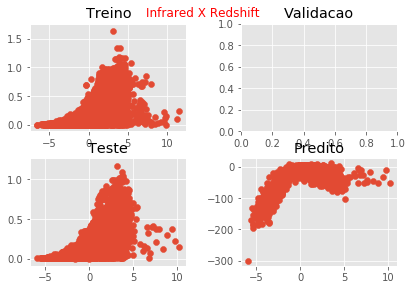 Infrared X Redshift
Treino
1.5
1.0
0.5
0.0
−5 0 5 10
Validacao
1.0
0.8
0.6
0.4
0.2
0.0
0.0 0.2 0.4 0.6 0.8 1.0
Teste
1.0
0.5
0.0
−5 0 5 10
Predito
0
−100
−200
−300
−5 0 5 10